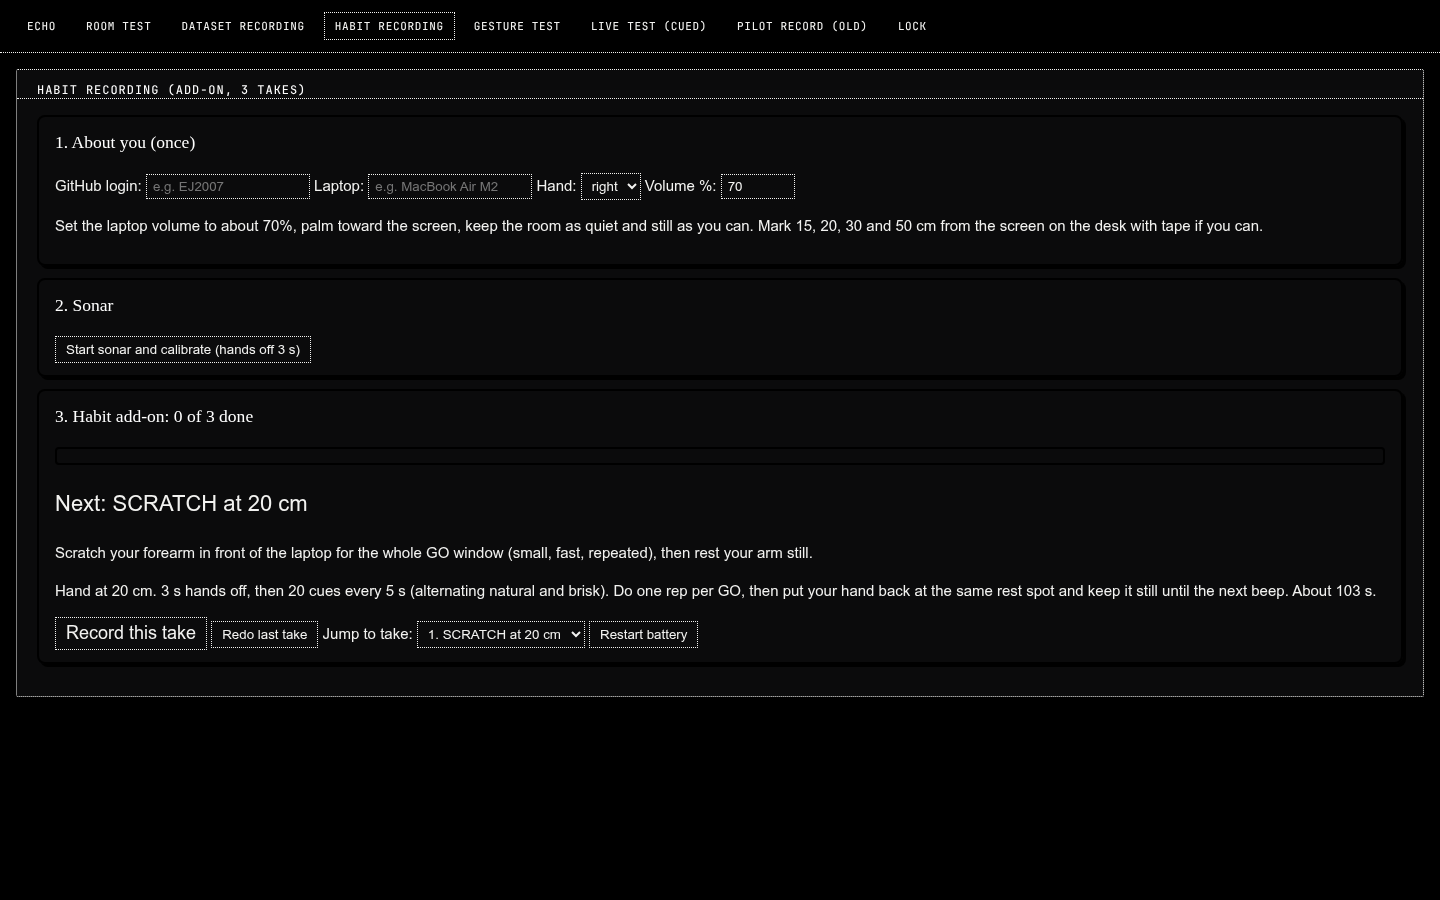 ECHO ROOM TEST DATASET RECORDING HABIT RECORDING GESTURE TEST LIVE TEST (CUED) PILOT RECORD (OLD) LOCK
HABIT RECORDING (ADD-ON, 3 TAKES)
1. About you (once)
GitHub login: e.g. EJ2007 Laptop: e.g. MacBook Air M2 Hand: right Volume %: 70
Set the laptop volume to about 70%, palm toward the screen, keep the room as quiet and still as you can. Mark 15, 20, 30 and 50 cm from the screen on the desk with tape if you can.
2. Sonar
Start sonar and calibrate (hands off 3 s)
3. Habit add-on: 0 of 3 done
Next: SCRATCH at 20 cm
Scratch your forearm in front of the laptop for the whole GO window (small, fast, repeated), then rest your arm still.
Hand at 20 cm. 3 s hands off, then 20 cues every 5 s (alternating natural and brisk). Do one rep per GO, then put your hand back at the same rest spot and keep it still until the next beep. About 103 s.
Record this take Redo last take Jump to take: 1. SCRATCH at 20 cm Restart battery